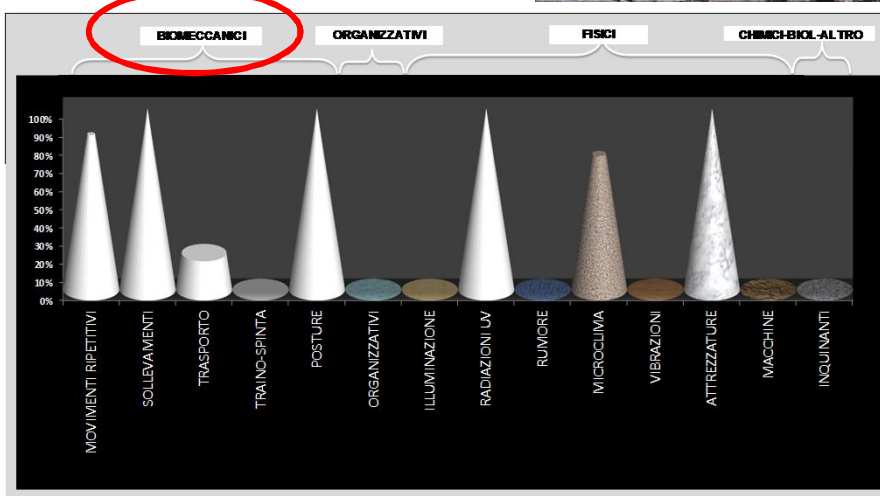 BIOMECCANICI
ORGANIZZATIVI
FISICI
CHIMICI-BIOL-ALTRO
100%
90%
80%
70%
60%
50%
40%
30%
20%
10%
0%
MOVIMENTI RIPETITIVI
SOLLEVAMENTI
TRASPORTO
TRAINO-SPINTA
POSTURE
ORGANIZZATIVI
ILLUMINAZIONE
RADIAZIONI UV
RUMORE
MICROCLIMA
VIBRAZIONI
ATTREZZATURE
MACCHINE
INQUINANTI